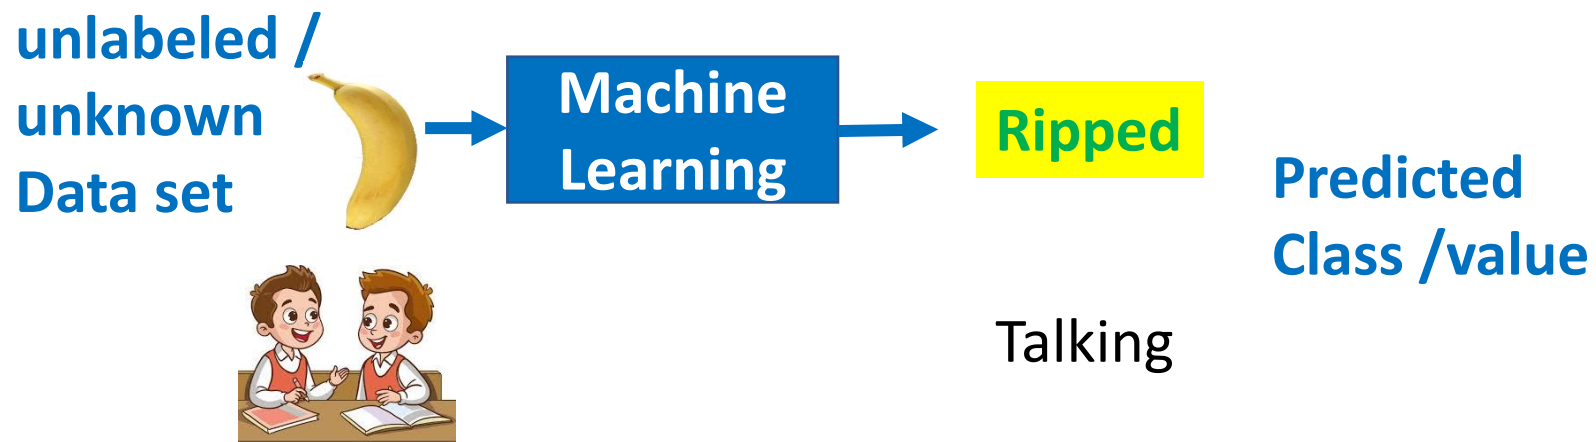 unlabeled /
unknown
Data set
Machine
Learning
Ripped
Predicted
Class /value
Talking